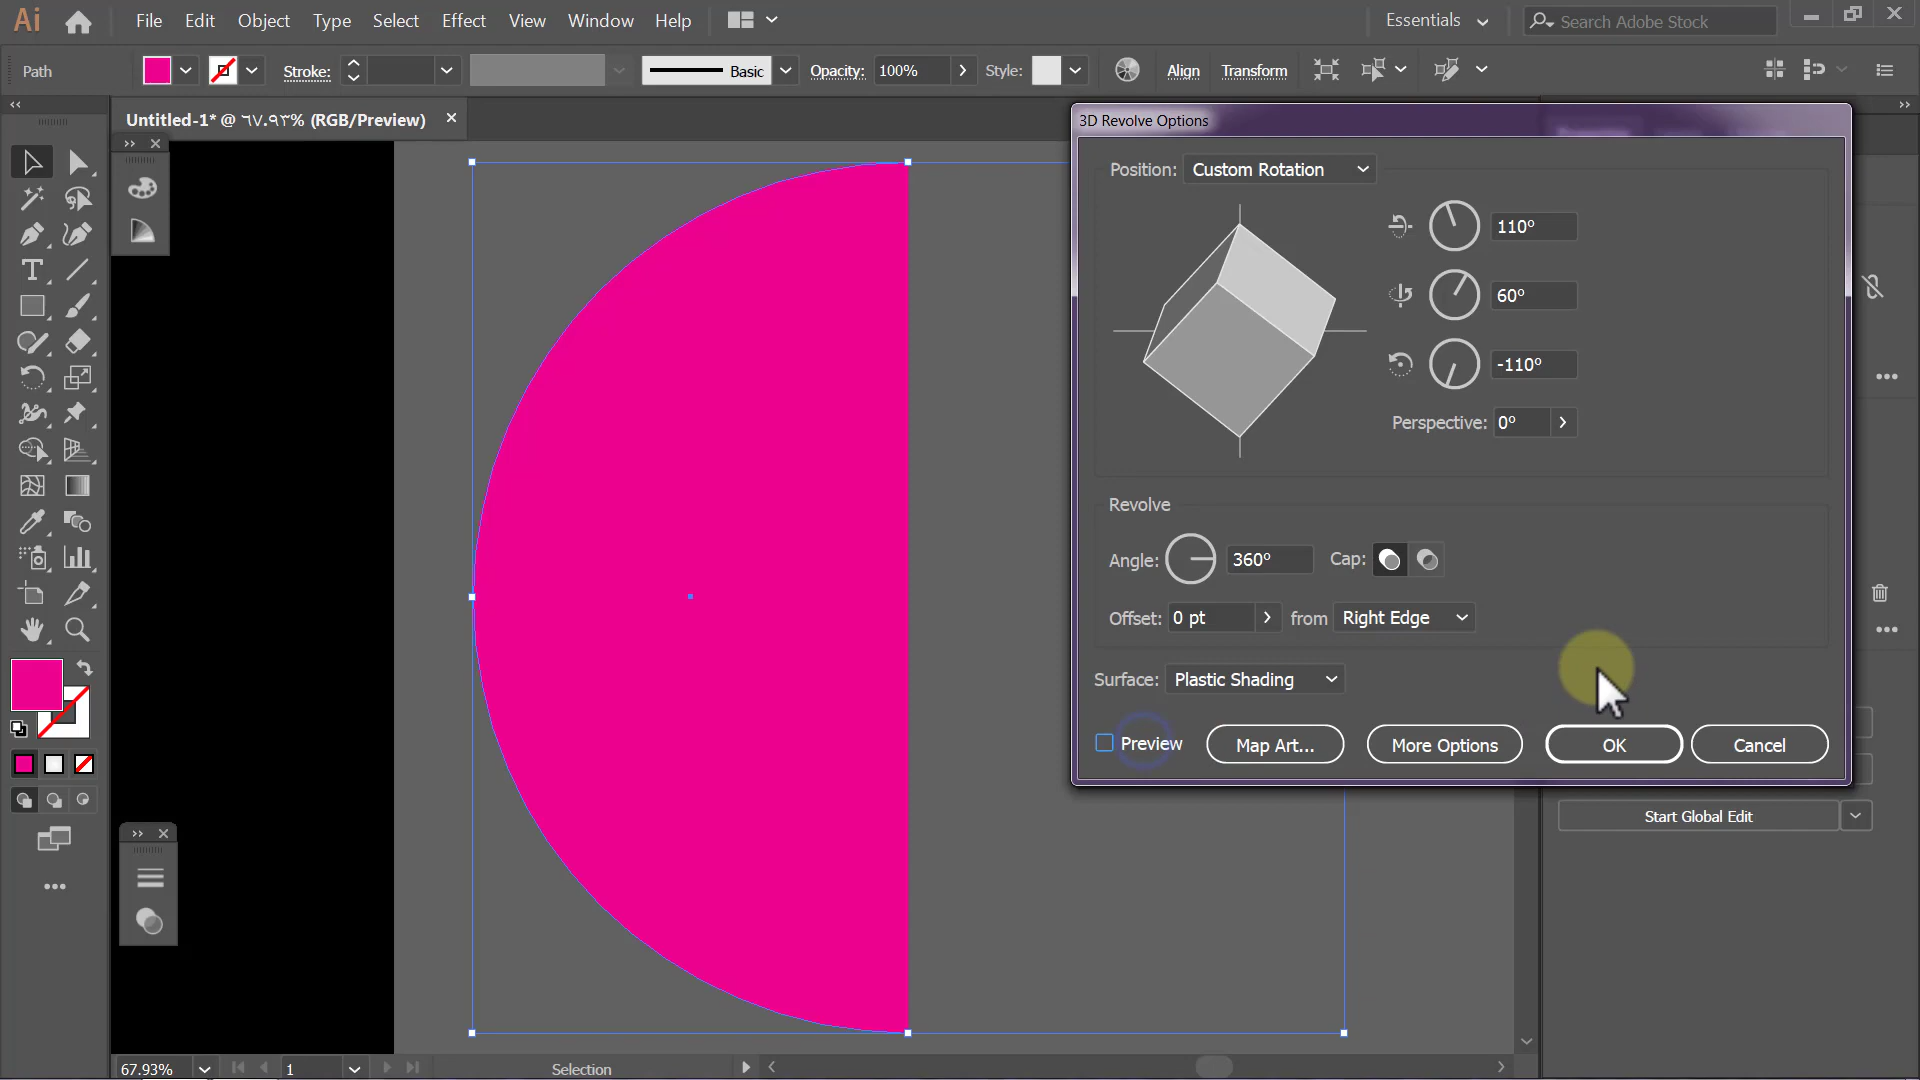 Ai
File Edit Object Type Select Effect View Window Help
Essentials
Search Adobe Stock
Path
Stroke:
Basic
Opacity: 100%
Style:
Align
Transform
Untitled-1* @ ٦٧.٩٣% (RGB/Preview)
3D Revolve Options
Position: Custom Rotation
110°
60°
-110°
Perspective: 0°
Revolve
Angle: 360° Cap:
Offset: 0 pt from Right Edge
Surface: Plastic Shading
Preview Map Art... More Options OK Cancel
Start Global Edit
67.93%
1
Selection